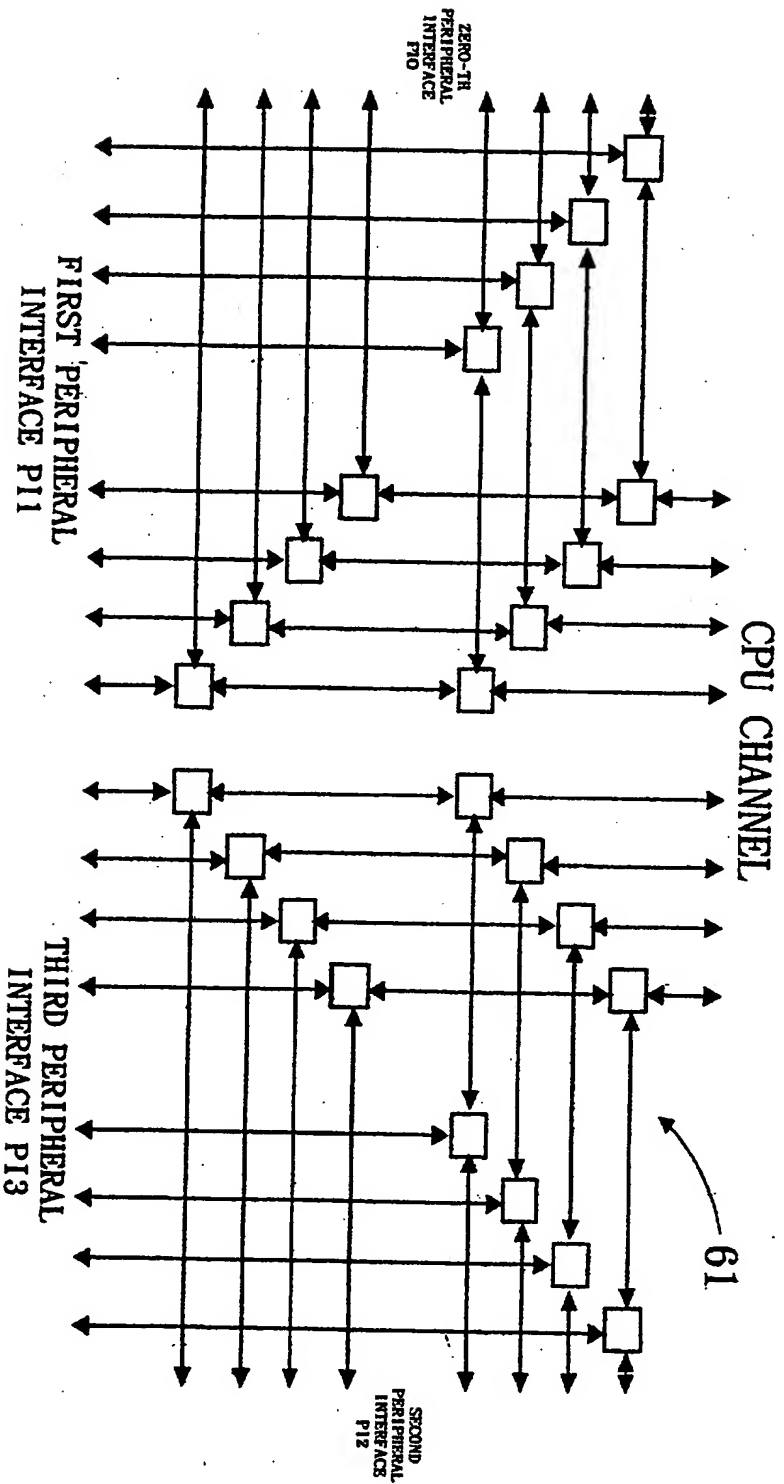 CPU CHANNEL
61
ZERO-TH
PERIPHERAL
INTERFACE
PI0
FIRST PERIPHERAL
INTERFACE PI1
THIRD PERIPHERAL
INTERFACE PI3
SECOND
PERIPHERAL
INTERFACE
PI2